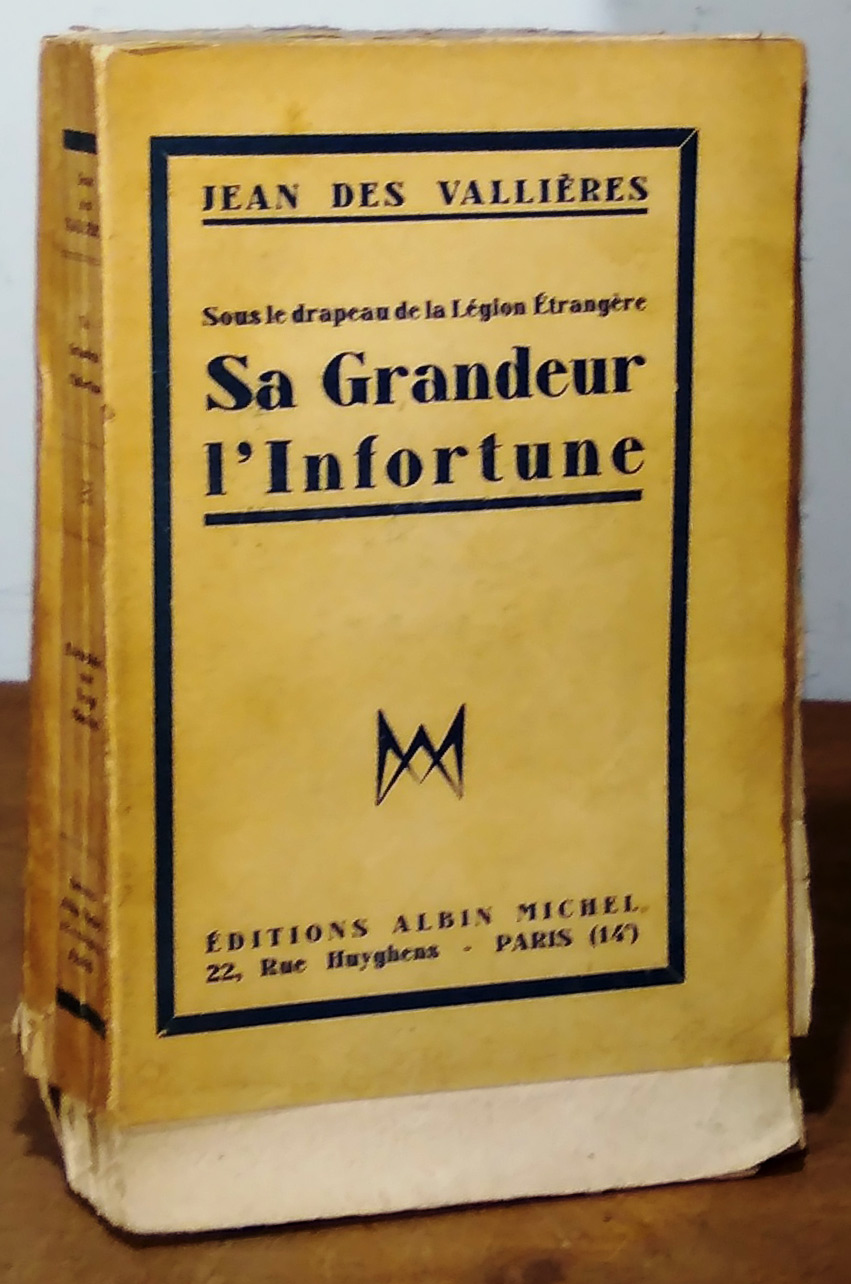 JEAN DES VALLIÈRES
Sous le drapeau de la Légion Étrangère
Sa Grandeur
l'Infortune
ÉDITIONS ALBIN MICHEL
22, Rue Huyghens - PARIS (14e)